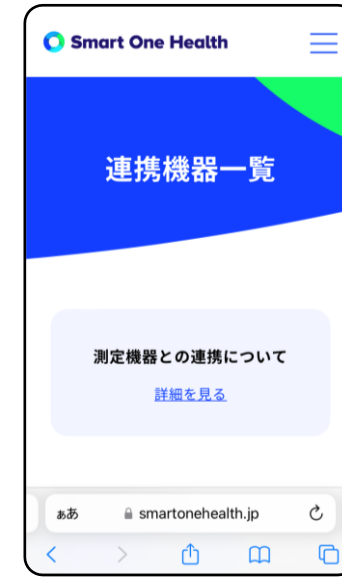 Smart One Health
連携機器一覧
測定機器との連携について
詳細を見る
ぁあ
smartonehealth.jp